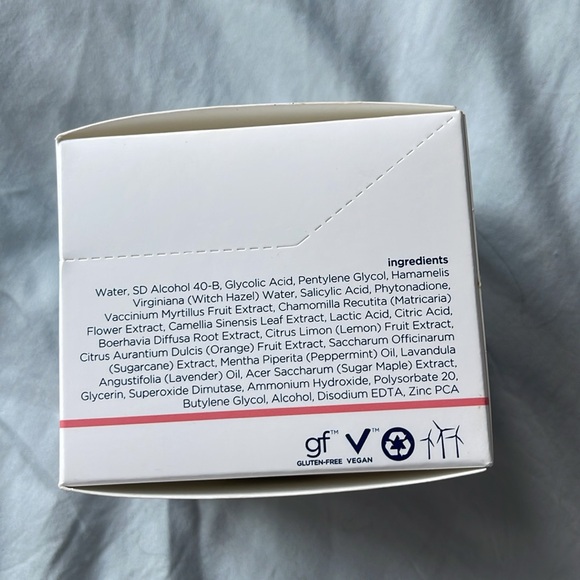 ingredients
Water, SD Alcohol 40-B, Glycolic Acid, Pentylene Glycol, Hamamelis
Virginiana (Witch Hazel) Water, Salicylic Acid, Phytonadione,
Vaccinium Myrtillus Fruit Extract, Chamomilla Recutita (Matricaria)
Flower Extract, Camellia Sinensis Leaf Extract, Lactic Acid, Citric Acid,
Boerhavia Diffusa Root Extract, Citrus Limon (Lemon) Fruit Extract,
Citrus Aurantium Dulcis (Orange) Fruit Extract, Saccharum Officinarum
(Sugarcane) Extract, Mentha Piperita (Peppermint) Oil, Lavandula
Angustifolia (Lavender) Oil, Acer Saccharum (Sugar Maple) Extract,
Glycerin, Superoxide Dimutase, Ammonium Hydroxide, Polysorbate 20,
Butylene Glycol, Alcohol, Disodium EDTA, Zinc PCA
gf™ V™
GLUTEN-FREE VEGAN